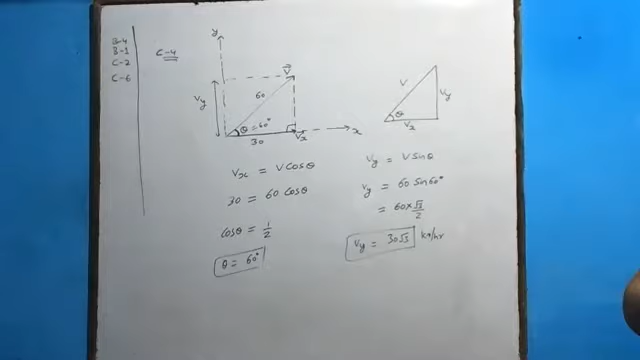 B-4
B-1
C-2
C-6
C-4
y
V⃗
60
Vy
θ=60°
30
Vx
x
V
Vy
θ
Vx
Vx = V Cosθ
30 = 60 Cosθ
Cosθ = 1/2
θ = 60°
Vy = V Sinθ
Vy = 60 Sin60°
= 60×√3/2
Vy = 30√3 km/hr